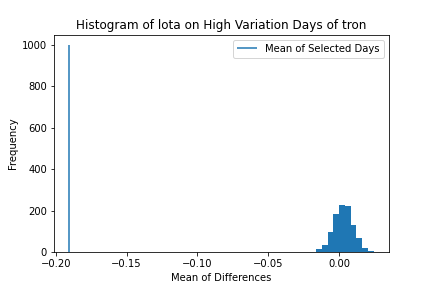 Histogram of lota on High Variation Days of tron
Mean of Selected Days
1000
800
600
400
200
0
Frequency
−0.20 −0.15 −0.10 −0.05 0.00
Mean of Differences